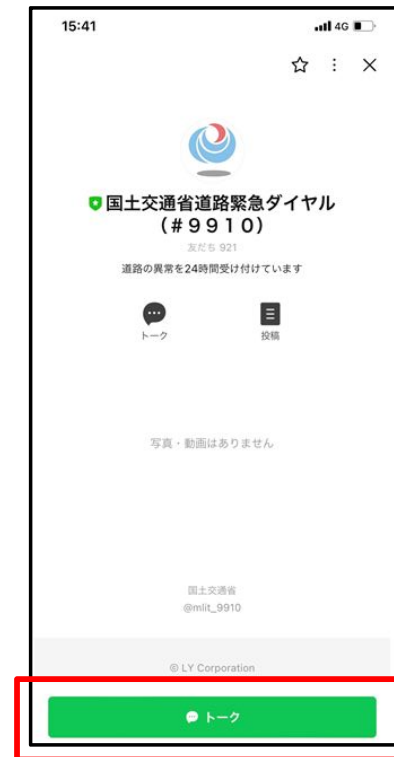 15:41
4G
国土交通省道路緊急ダイヤル
(#9910)
友だち 921
道路の異常を24時間受け付けています
トーク
投稿
写真・動画はありません
国土交通省
@mlit_9910
© LY Corporation
トーク